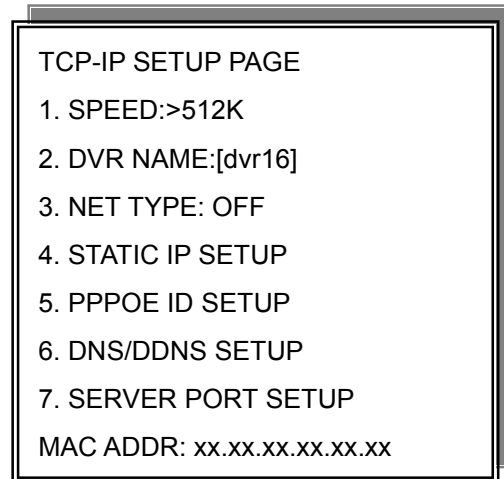 TCP-IP SETUP PAGE
1. SPEED:>512K
2. DVR NAME:[dvr16]
3. NET TYPE: OFF
4. STATIC IP SETUP
5. PPPOE ID SETUP
6. DNS/DDNS SETUP
7. SERVER PORT SETUP
MAC ADDR: xx.xx.xx.xx.xx.xx